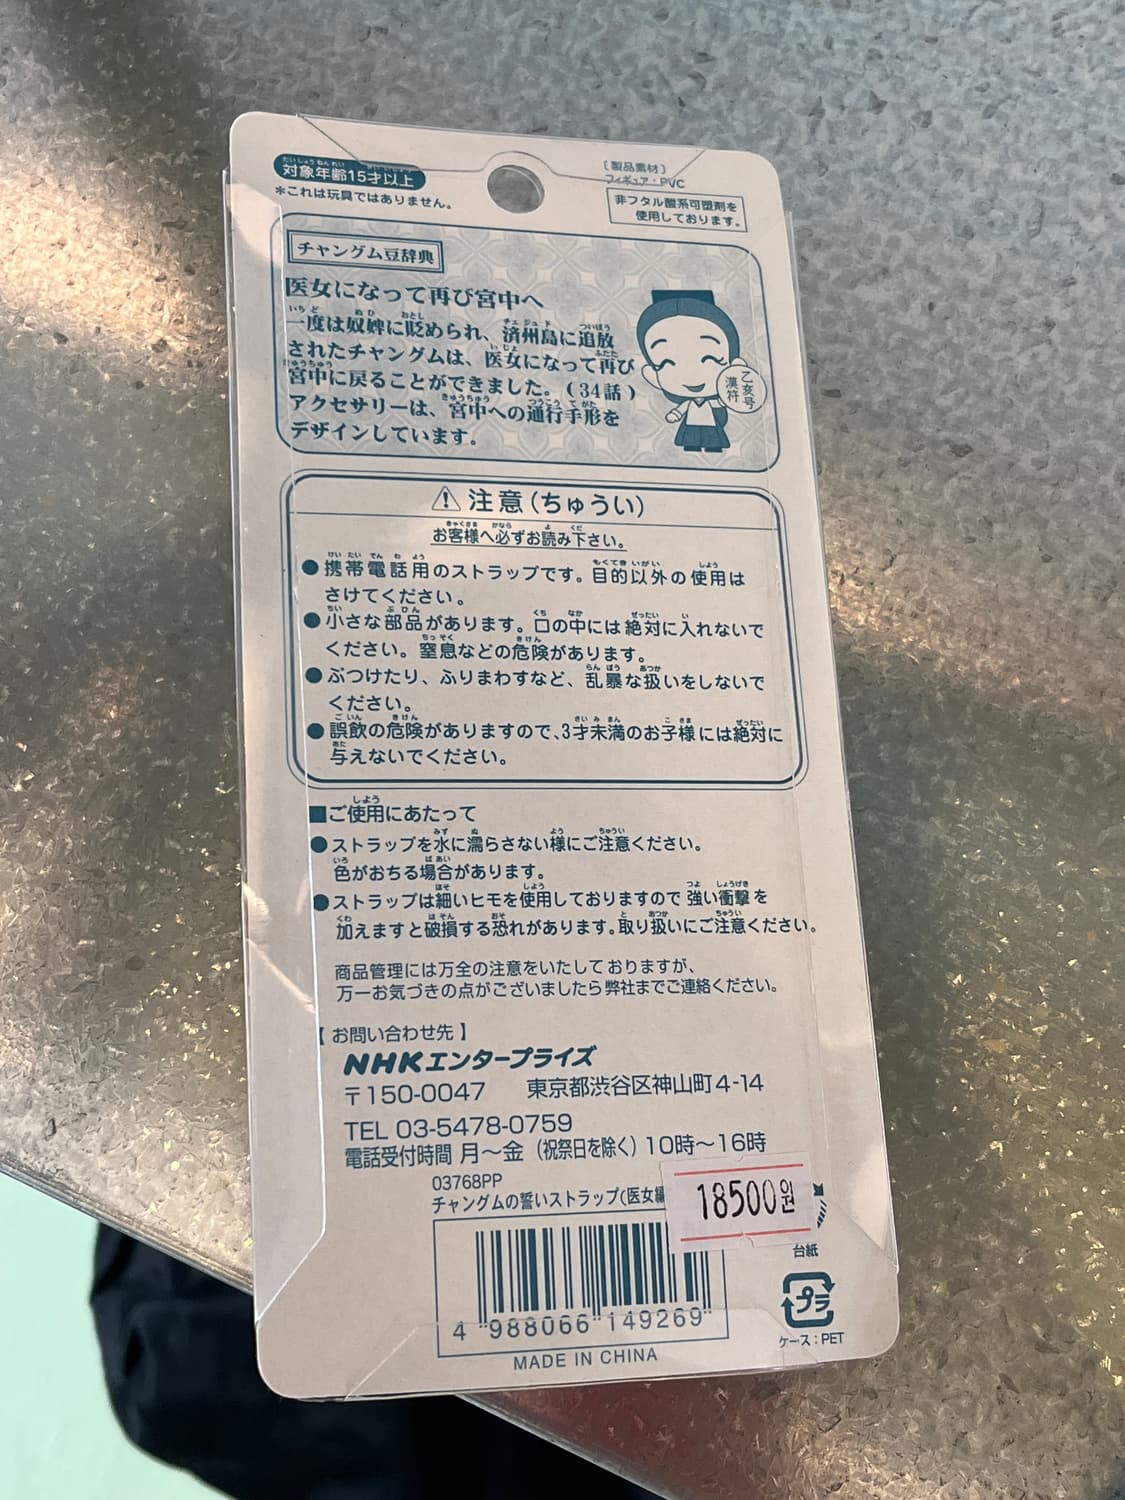 対象年齢15才以上
＊これは玩具ではありません。
〔製品素材〕
フィギュア：PVC
非フタル酸系可塑剤を
使用しております。
チャングム豆辞典
医女になって再び宮中へ
一度は奴婢に貶められ、済州島に追放
されたチャングムは、医女になって再び
宮中に戻ることができました。(34話)
アクセサリーは、宮中への通行手形を
デザインしています。
乙亥号
漢符
⚠注意(ちゅうい)
お客様へ必ずお読み下さい。
●携帯電話用のストラップです。目的以外の使用は
さけてください。
●小さな部品があります。口の中には絶対に入れないで
ください。窒息などの危険があります。
●ぶつけたり、ふりまわすなど、乱暴な扱いをしないで
ください。
●誤飲の危険がありますので、3才未満のお子様には絶対に
与えないでください。
■ご使用にあたって
●ストラップを水に濡らさない様にご注意ください。
色がおちる場合があります。
●ストラップは細いヒモを使用しておりますので強い衝撃を
加えますと破損する恐れがあります。取り扱いにご注意ください。
商品管理には万全の注意をいたしておりますが、
万一お気づきの点がございましたら弊社までご連絡ください。
【お問い合わせ先】
NHKエンタープライズ
〒150-0047 東京都渋谷区神山町4-14
TEL 03-5478-0759
電話受付時間 月〜金（祝祭日を除く）10時〜16時
03768PP
チャングムの誓いストラップ(医女編
18500원
台紙
プラ
ケース：PET
4 988066 149269
MADE IN CHINA